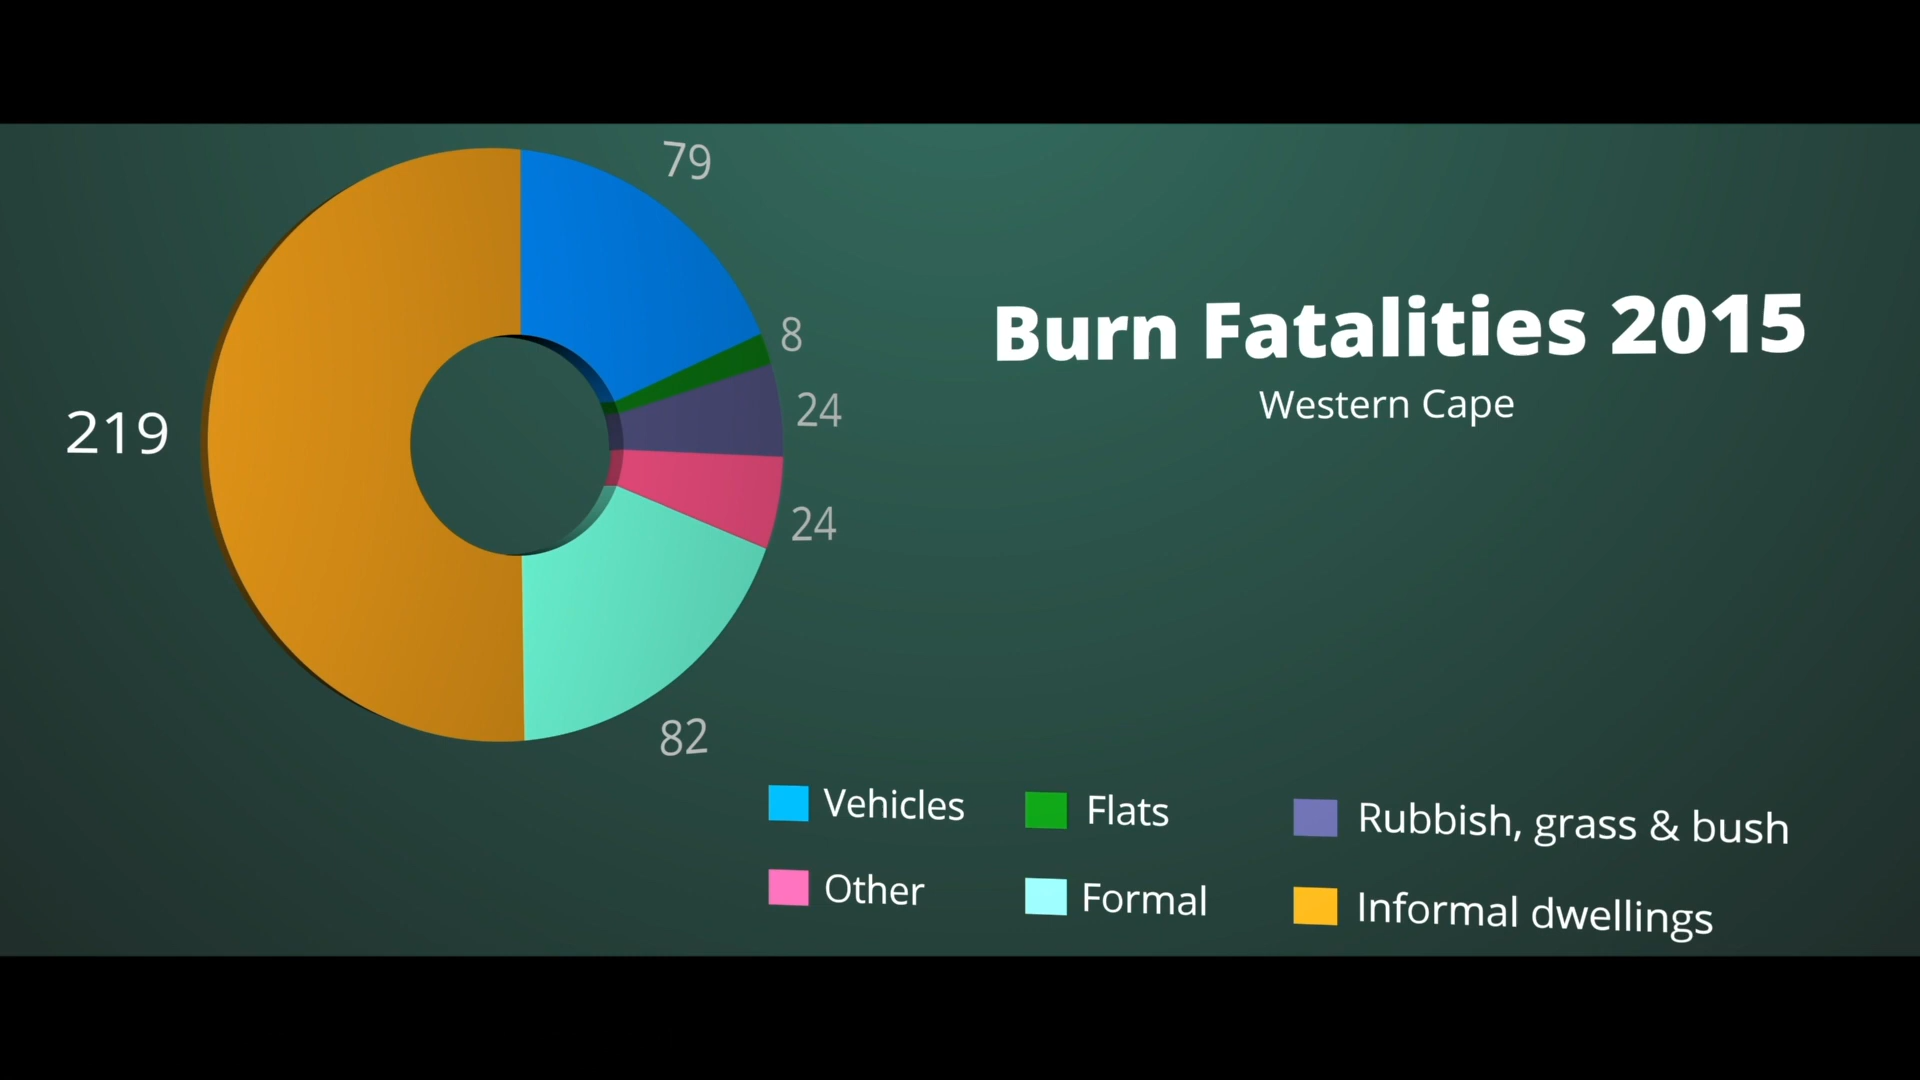 79
8
24
24
82
219
Burn Fatalities 2015
Western Cape
Vehicles
Flats
Rubbish, grass & bush
Other
Formal
Informal dwellings